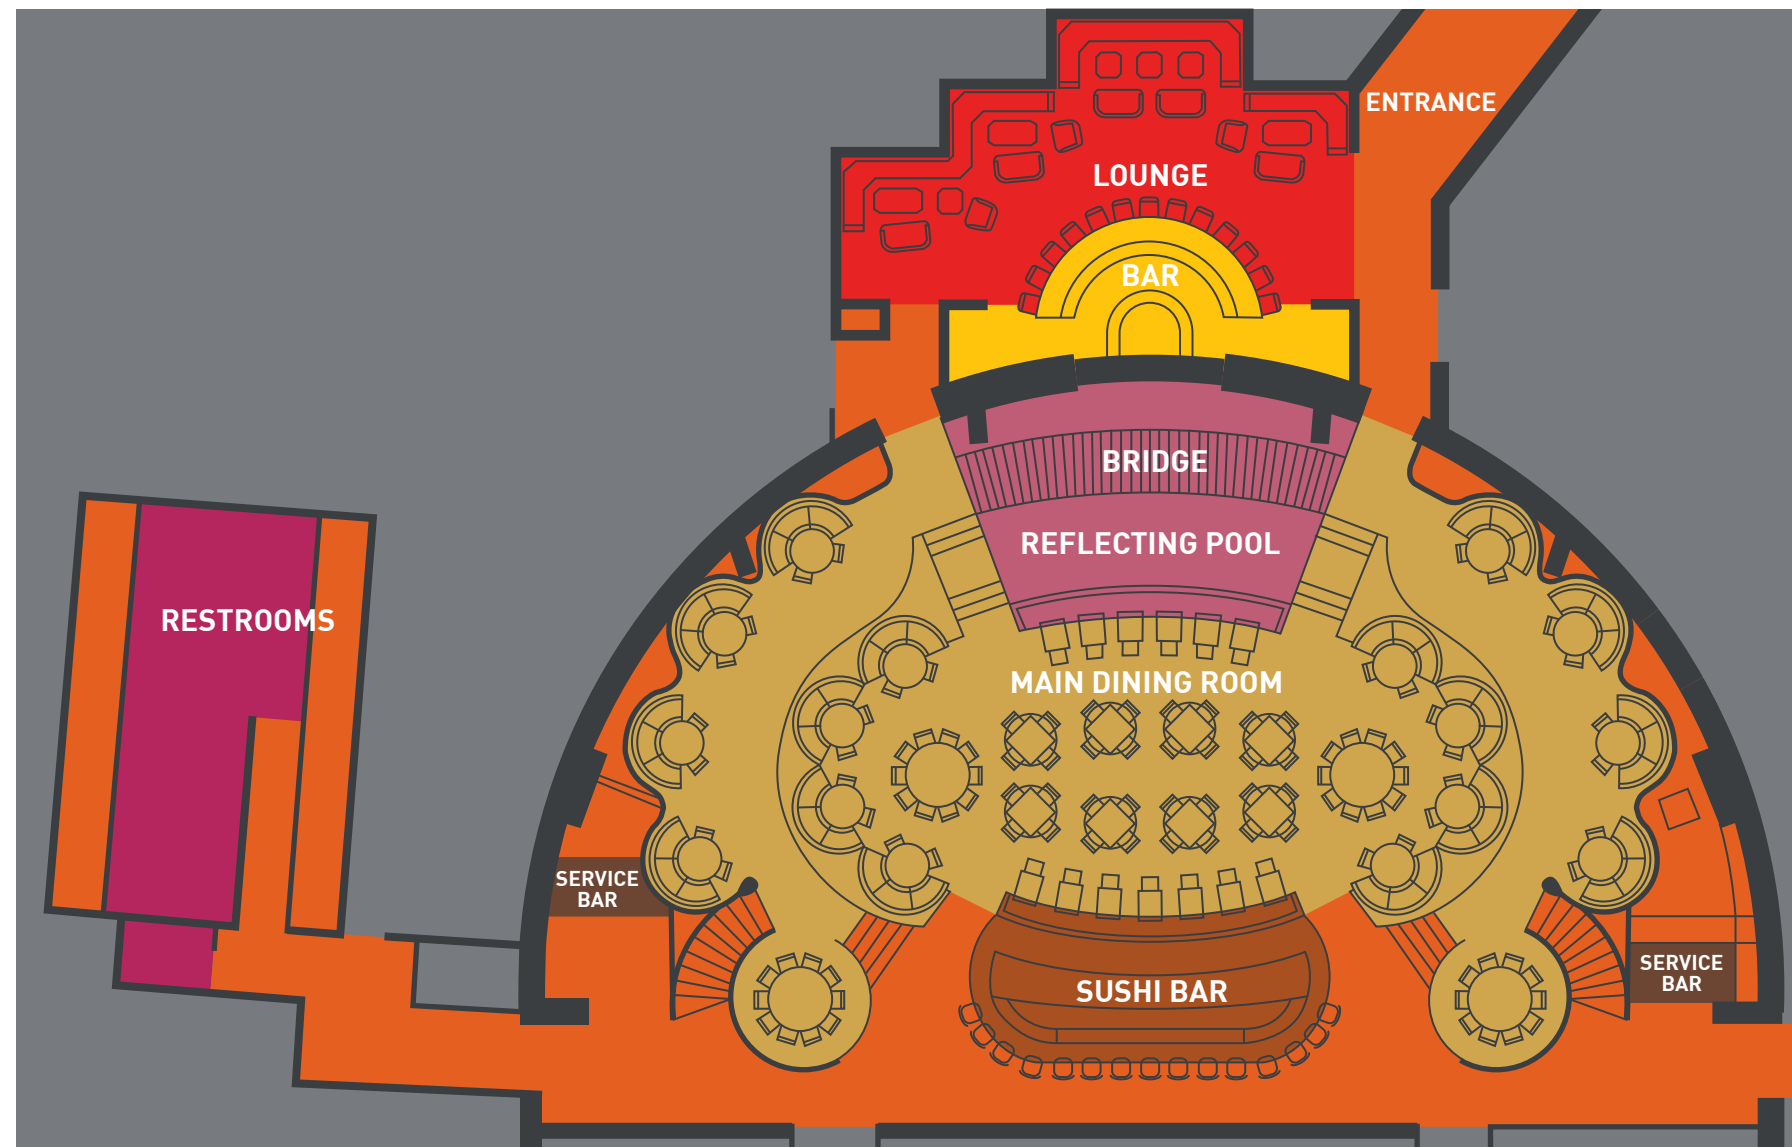 ENTRANCE
LOUNGE
BAR
BRIDGE
REFLECTING POOL
RESTROOMS
MAIN DINING ROOM
SERVICE
BAR
SUSHI BAR
SERVICE
BAR